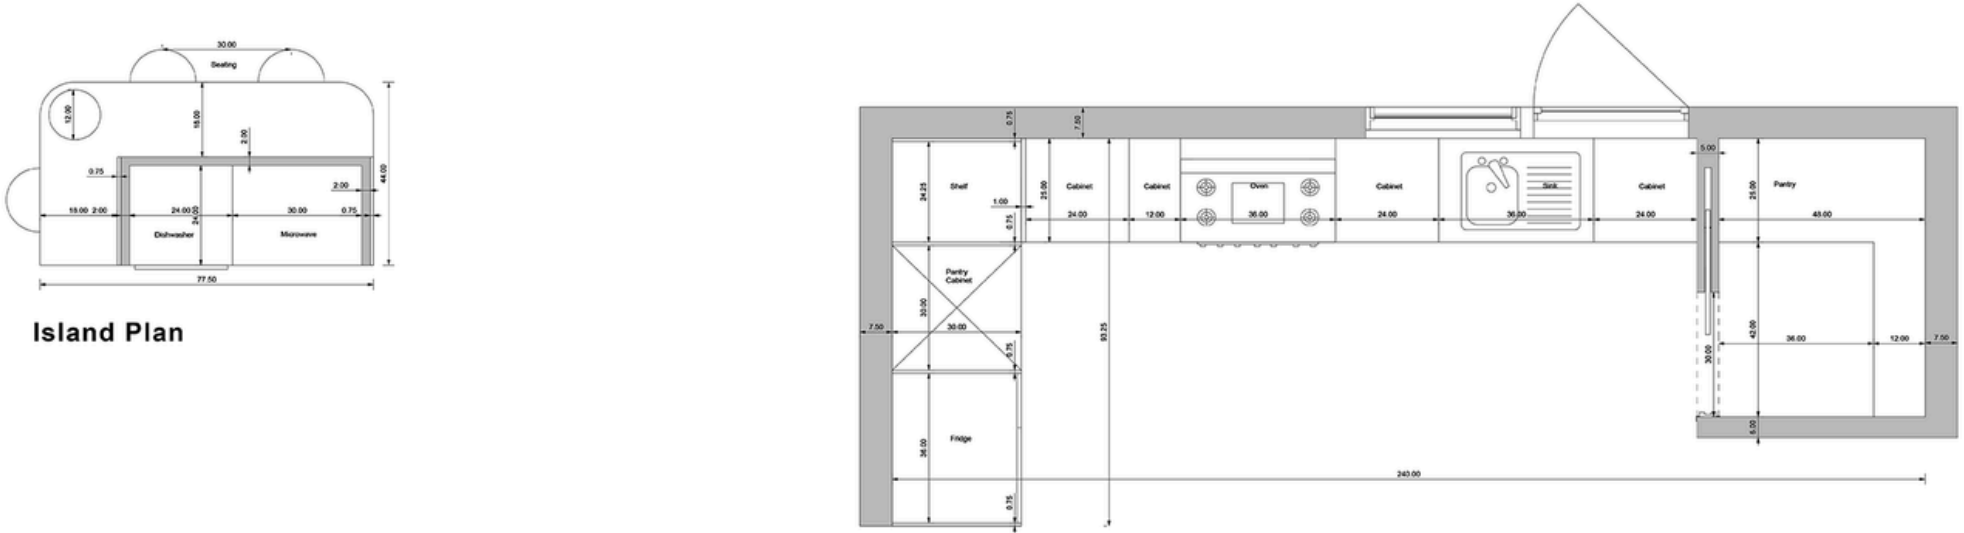 30.00
Seating
12.00
18.00
2.00
0.75
2.00
44.00
18.00 2.00
24.00
24.00
30.00
0.75
Dishwasher
Microwave
77.50
Island Plan
0.75
7.50
5.00
24.25
Shelf
25.00
Cabinet
Cabinet
Oven
Cabinet
Sink
Cabinet
Pantry
1.00
0.75
24.00
12.00
36.00
24.00
36.00
24.00
48.00
Pantry
Cabinet
30.00
7.50
30.00
93.25
0.75
42.00
30.00
36.00
12.00
7.50
Fridge
36.00
240.00
0.75